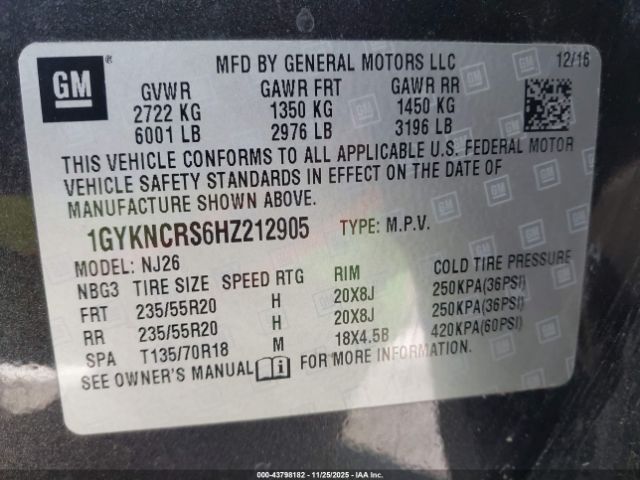 GM
MFD BY GENERAL MOTORS LLC 12/16
GVWR GAWR FRT GAWR RR
2722 KG 1350 KG 1450 KG
6001 LB 2976 LB 3196 LB
THIS VEHICLE CONFORMS TO ALL APPLICABLE U.S. FEDERAL MOTOR
VEHICLE SAFETY STANDARDS IN EFFECT ON THE DATE OF
MANUFACTURE SHOWN ABOVE.
1GYKNCRS6HZ212905 TYPE: M.P.V.
MODEL: NJ26
NBG3 TIRE SIZE SPEED RTG RIM COLD TIRE PRESSURE
FRT 235/55R20 H 20X8J 250KPA(36PSI)
RR 235/55R20 H 20X8J 250KPA(36PSI)
SPA T135/70R18 M 18X4.5B 420KPA(60PSI)
SEE OWNER'S MANUAL i FOR MORE INFORMATION.
000-43798182 - 11/25/2025 - IAA Corp.